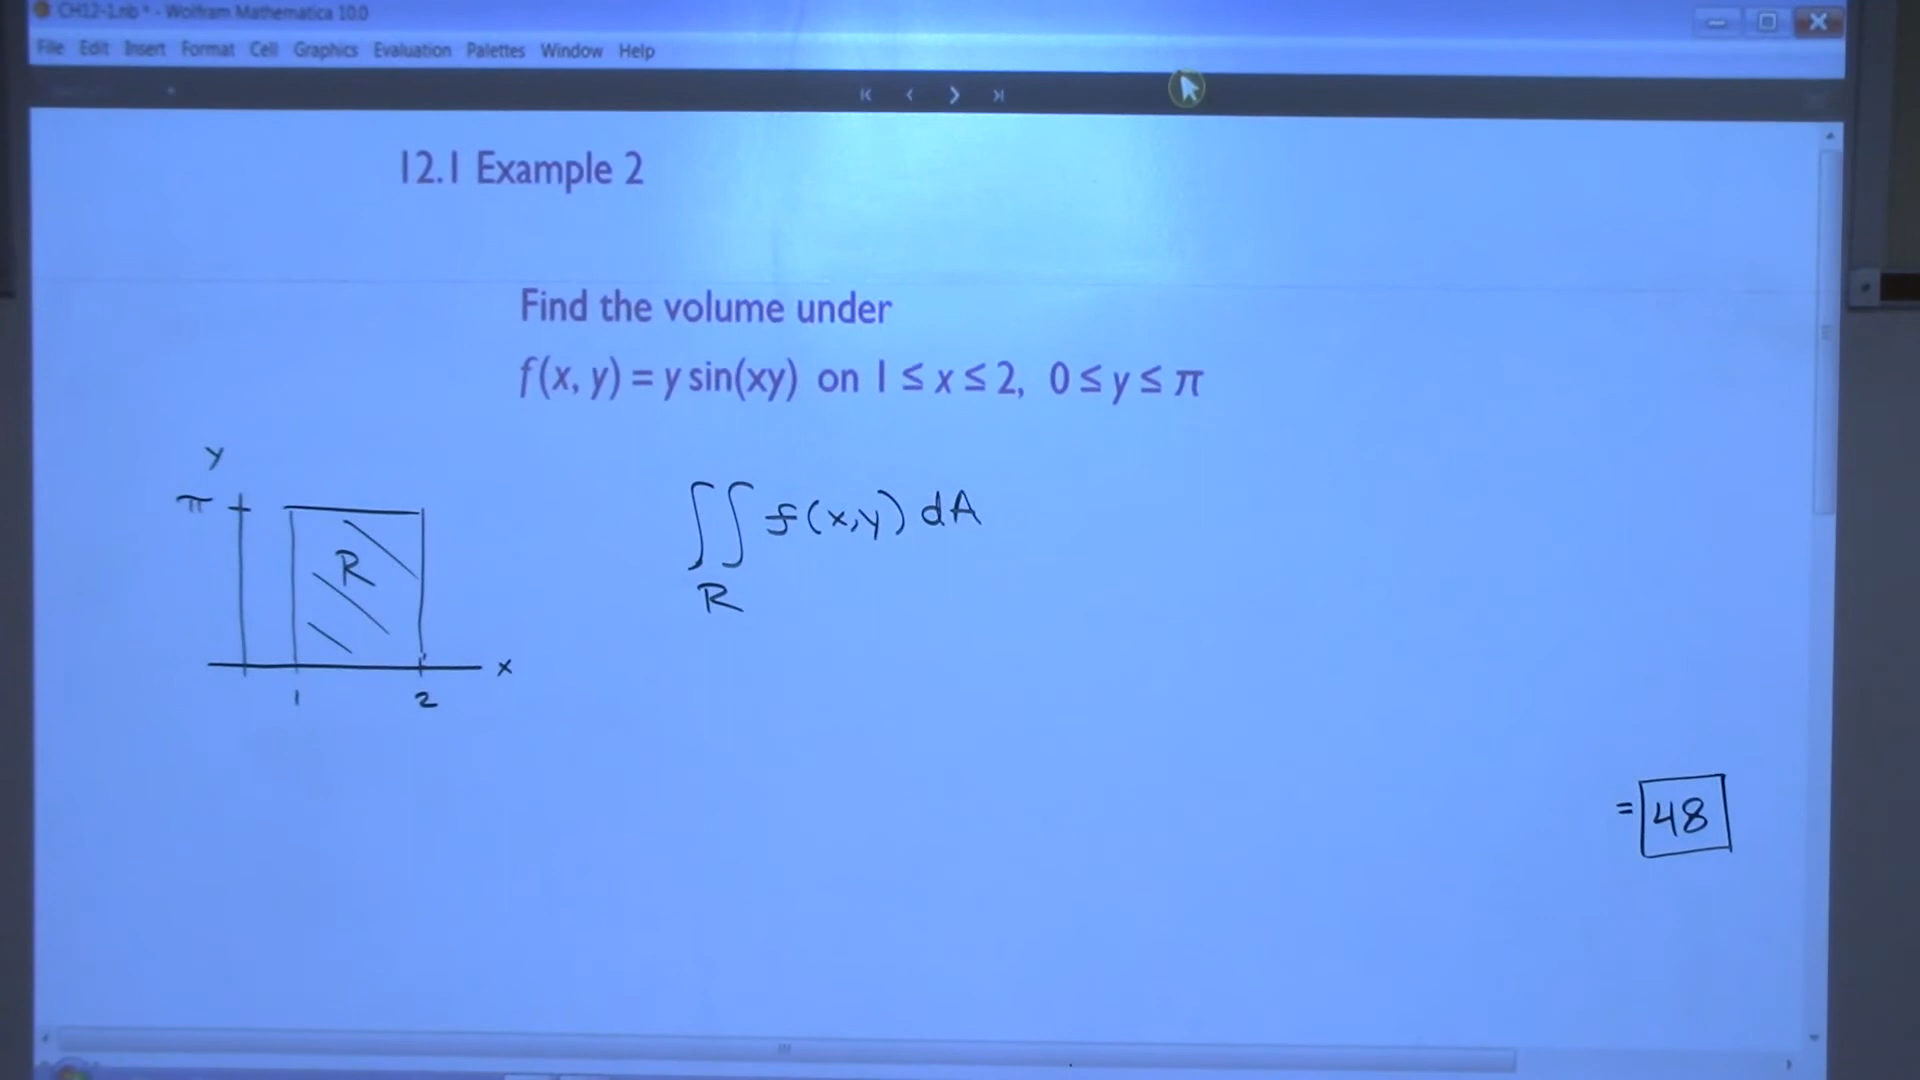 CH12-1.nb * - Wolfram Mathematica 10.0
File Edit Insert Format Cell Graphics Evaluation Palettes Window Help
12.1 Example 2
Find the volume under
f(x, y) = y sin(xy) on 1 ≤ x ≤ 2, 0 ≤ y ≤ π
y
π
R
x
1
2
∬ f(x,y) dA
R
= 48